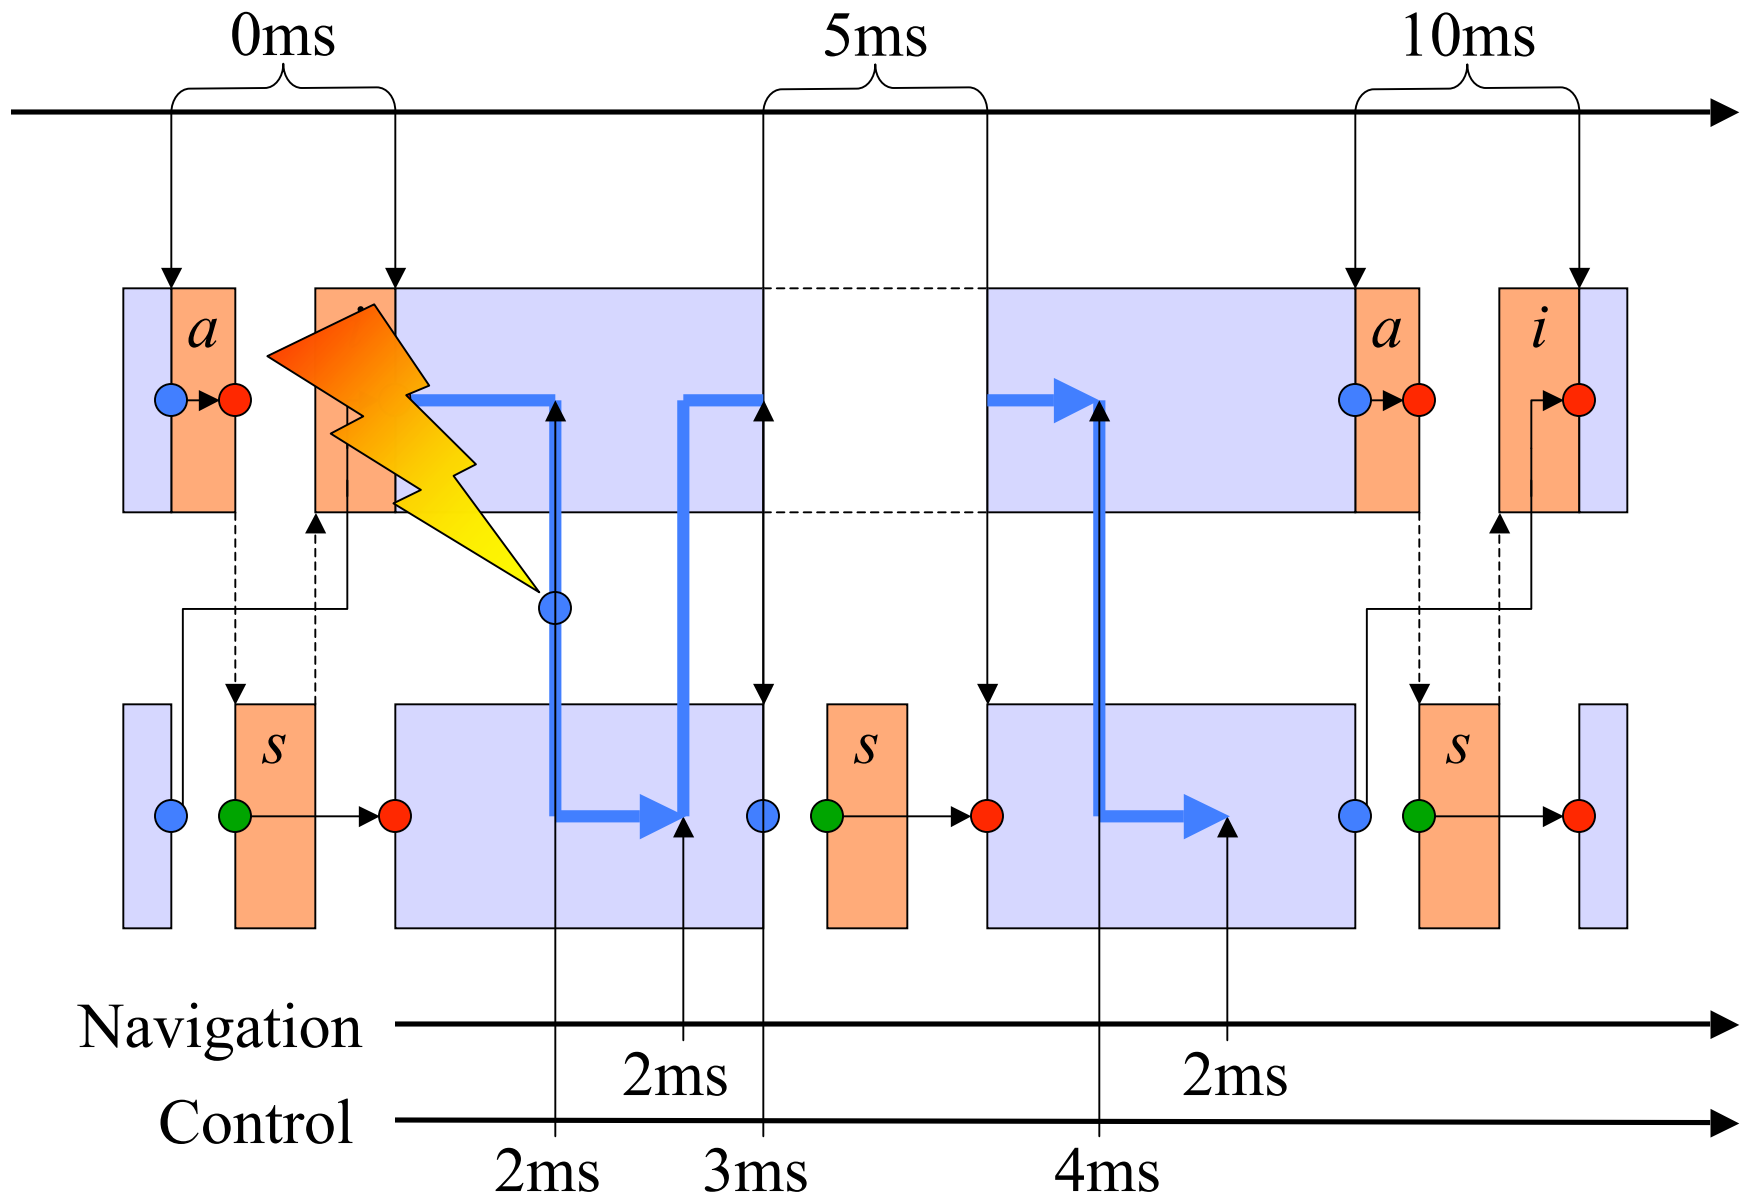 0ms 5ms 10ms
a a i
s s s
Navigation
2ms 2ms
Control
2ms 3ms 4ms